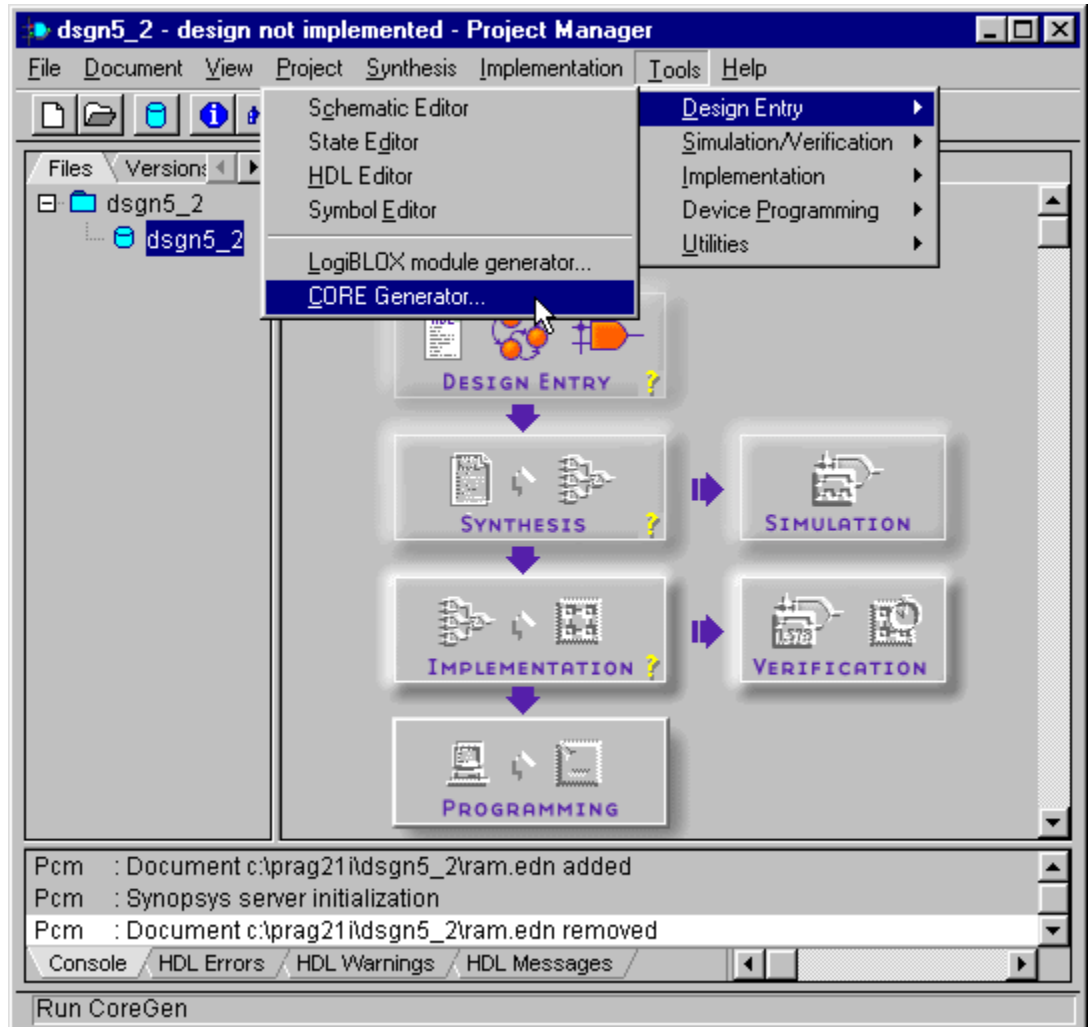 dsgn5_2 - design not implemented - Project Manager
File Document View Project Synthesis Implementation Tools Help
Files Versions
dsgn5_2
dsgn5_2
Schematic Editor
State Editor
HDL Editor
Symbol Editor
LogiBLOX module generator...
CORE Generator...
Design Entry
Simulation/Verification
Implementation
Device Programming
Utilities
HDL
DESIGN ENTRY ?
SYNTHESIS ?
SIMULATION
IMPLEMENTATION ?
VERIFICATION
PROGRAMMING
Pcm : Document c:\prag21i\dsgn5_2\ram.edn added
Pcm : Synopsys server initialization
Pcm : Document c:\prag21i\dsgn5_2\ram.edn removed
Console HDL Errors HDL Warnings HDL Messages
Run CoreGen